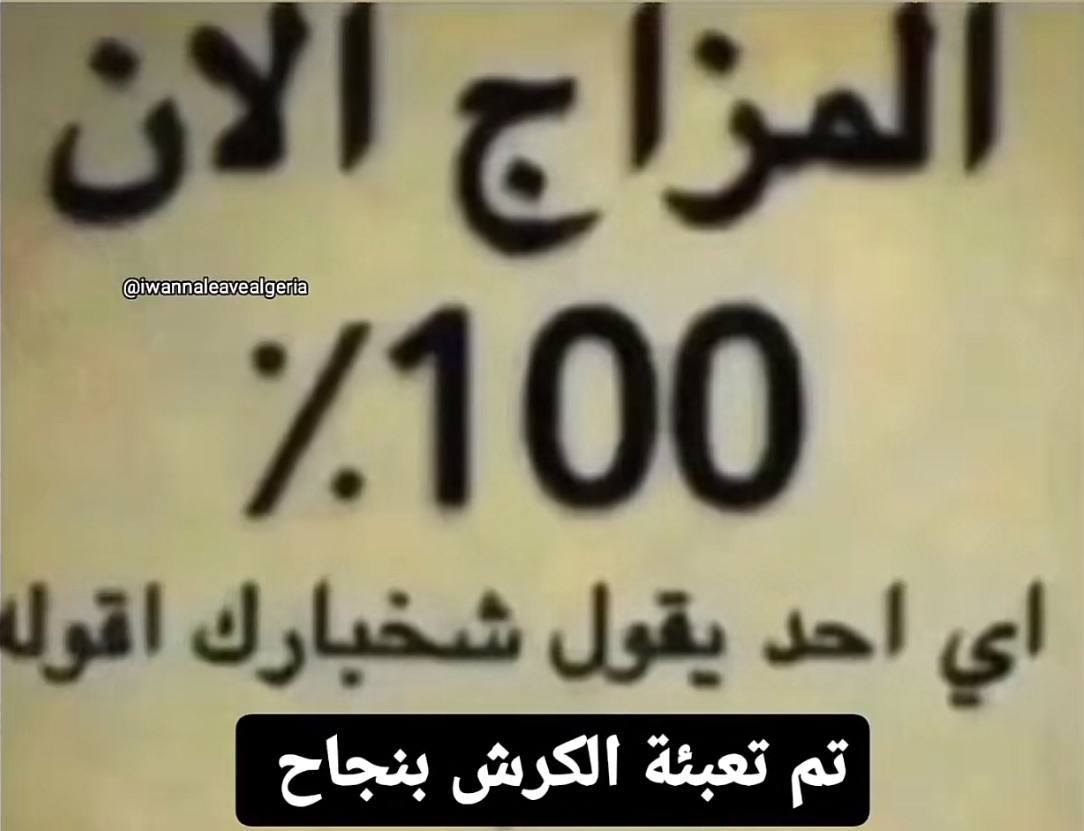 المزاج الان
@iwannaleavealgeria
100٪
اي احد يقول شخبارك اقوله
تم تعبئة الكرش بنجاح